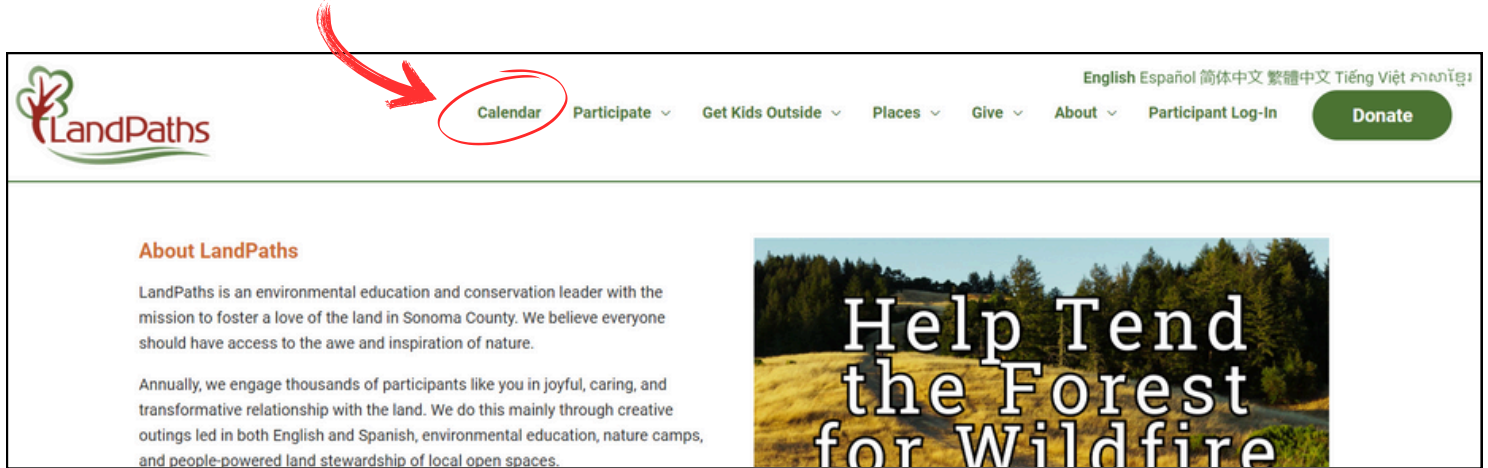 LandPaths
English Español 简体中文 繁體中文 Tiếng Việt ភាសាខ្មែរ
Calendar Participate Get Kids Outside Places Give About Participant Log-In Donate
About LandPaths
LandPaths is an environmental education and conservation leader with the
mission to foster a love of the land in Sonoma County. We believe everyone
should have access to the awe and inspiration of nature.
Annually, we engage thousands of participants like you in joyful, caring, and
transformative relationship with the land. We do this mainly through creative
outings led in both English and Spanish, environmental education, nature camps,
and people-powered land stewardship of local open spaces.
Help Tend
the Forest
for Wildfire